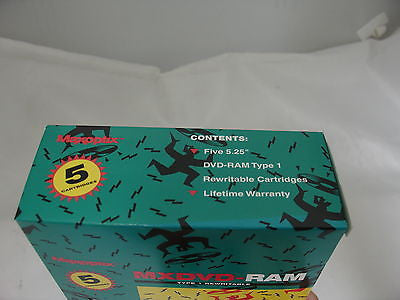 Memorex
CONTENTS:
Five 5.25"
DVD-RAM Type 1
Rewritable Cartridges
Lifetime Warranty
5
CARTRIDGES
Memorex
5
MXDVD-RAM
TYPE 1 REWRITABLE